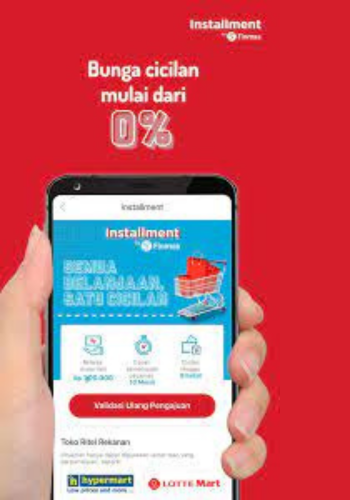 Installment
by Finmas
Bunga cicilan
mulai dari
0%
Installment
Installment
by Finmas
SEMUA
BELANJAAN,
SATU CICILAN
Validasi Ulang Pengajuan
Toko Ritel Rekanan
hypermart
Low prices and more...
LOTTE Mart